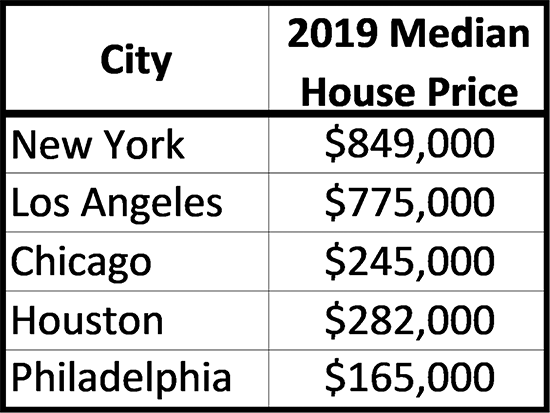 City
2019 Median
House Price
New York $849,000
Los Angeles $775,000
Chicago $245,000
Houston $282,000
Philadelphia $165,000